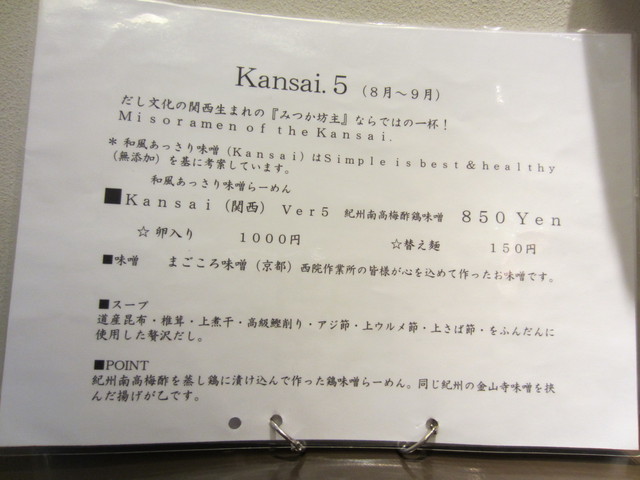 Kansai.5（８月～９月）
だし文化の関西生まれの『みつか坊主』ならではの一杯！
Misoramen of the Kansai.
＊和風あっさり味噌（Kansai）はSimple is best＆healthy
（無添加）を基に考案しています。
和風あっさり味噌らーめん
■Kansai（関西）Ver5 紀州南高梅酢鶏味噌 850Yen
☆卵入り 1000円 ☆替え麺 150円
■味噌 まごころ味噌（京都）西院作業所の皆様が心を込めて作ったお味噌です。
■スープ
道産昆布・椎茸・上煮干・高級鰹削り・アジ節・上ウルメ節・上さば節・をふんだんに
使用した贅沢だし。
■POINT
紀州南高梅酢を蒸し鶏に漬け込んで作った鶏味噌らーめん。同じ紀州の金山寺味噌を挟
んだ揚げが乙です。